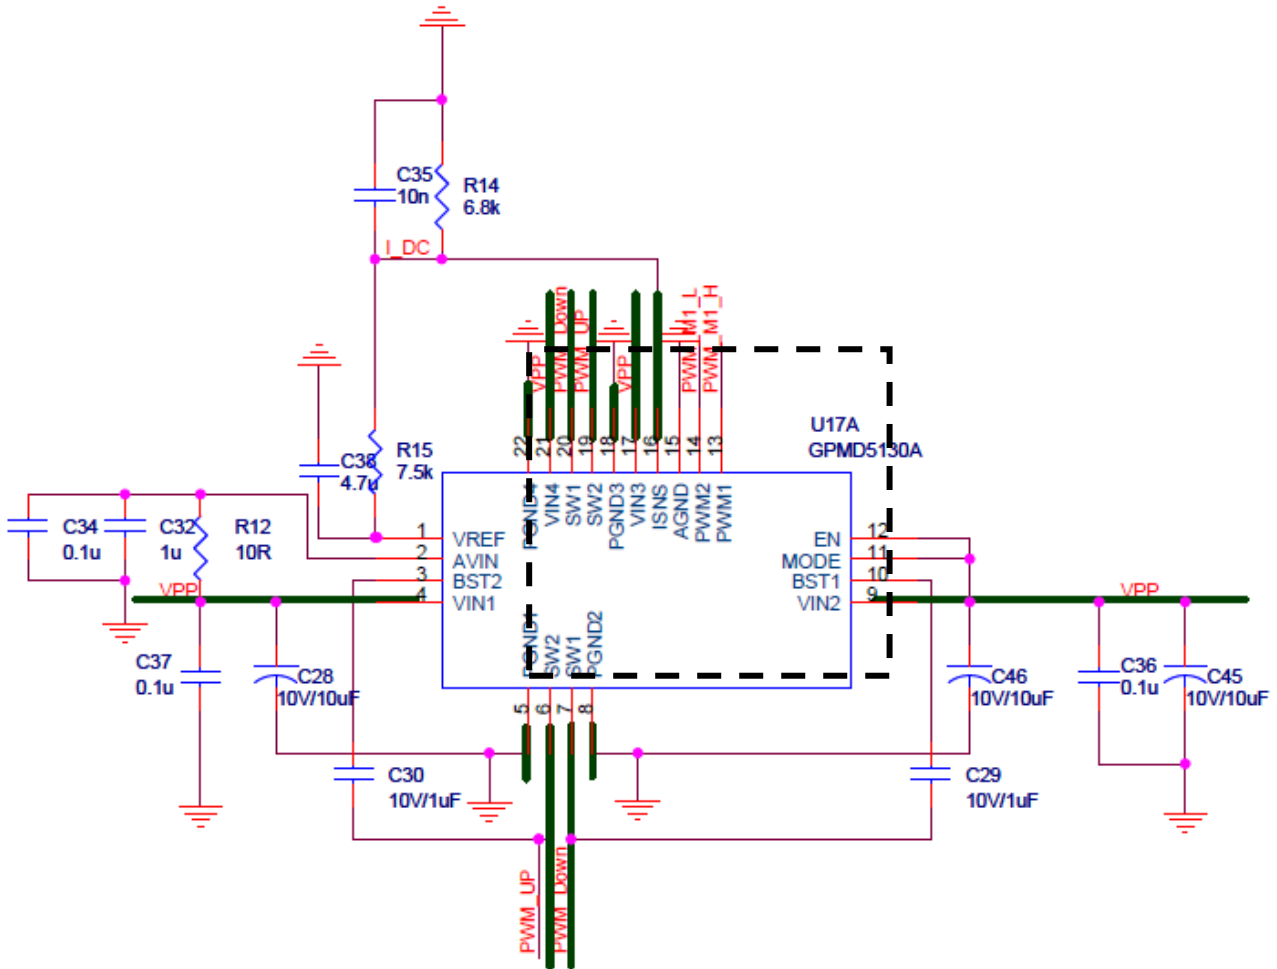 C35
10n
R14
6.8k
I_DC
VPP
PWM_Down
PWM_UP
VPP
PWM_M1_L
PWM_M1_H
U17A
GPMD5130A
22
21
20
19
18
17
16
15
14
13
C38
4.7u
R15
7.5k
PGND4
VIN4
SW1
SW2
PGND3
VIN3
ISNS
AGND
PWM2
PWM1
C34
0.1u
C32
1u
R12
10R
1 VREF
2 AVIN
3 BST2
4 VIN1
EN 12
MODE 11
BST1 10
VIN2 9
VPP
VPP
PGND1
SW2
SW1
PGND2
C37
0.1u
C28
10V/10uF
C46
10V/10uF
C36
0.1u
C45
10V/10uF
5
6
7
8
C30
10V/1uF
C29
10V/1uF
PWM_UP
PWM_Down